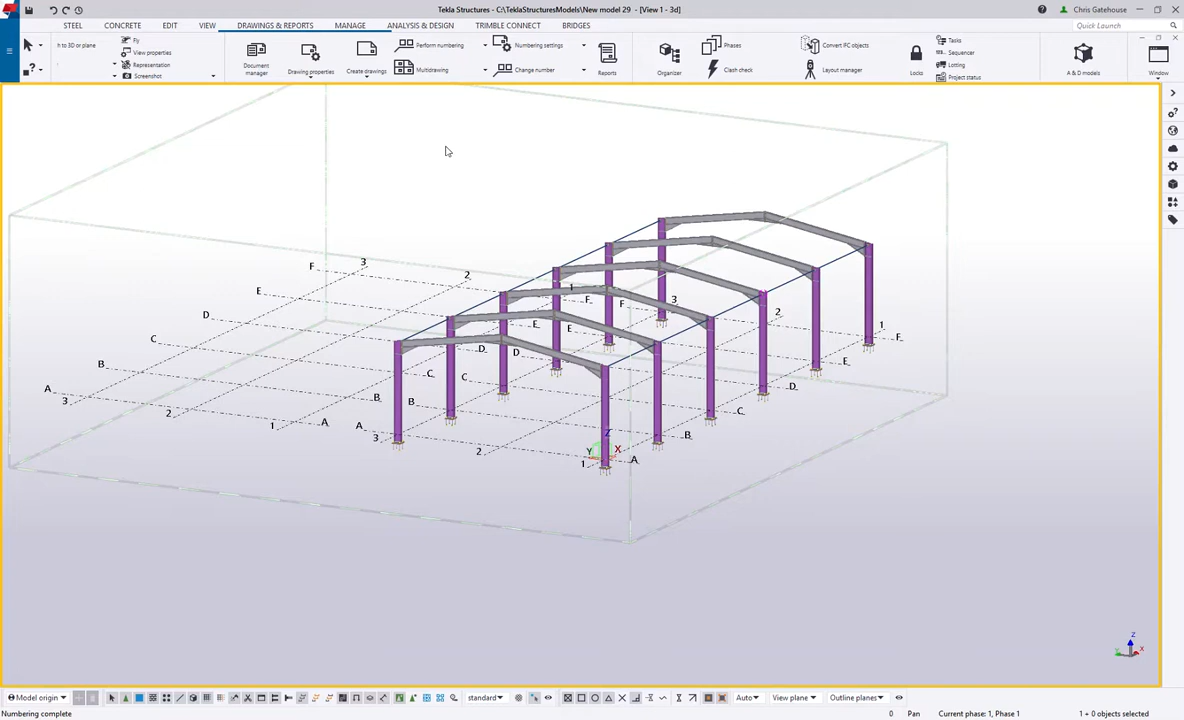 Tekla Structures - C:\TeklaStructuresModels\New model 29 - [View 1 - 3d]
Chris Gatehouse
STEEL CONCRETE EDIT VIEW DRAWINGS & REPORTS MANAGE ANALYSIS & DESIGN TRIMBLE CONNECT BRIDGES
Quick Launch
h to 3D or plane
Fly
View properties
Representation
Screenshot
Document manager
Drawing properties
Create drawings
Perform numbering
Multidrawing
Numbering settings
Change number
Reports
Organizer
Phases
Clash check
Convert IFC objects
Layout manager
Locks
Tasks
Sequencer
Lotting
Project status
A & D models
Window
F 3 2
E
D
C
B
A 3 2 1 A
1 F F 3 2 1 F
E E E
D D D
C C C
B B B
A 3 2 1 A
Z
Y X
Z
X
Model origin
standard
Auto
View plane
Outline planes
Numbering complete
0 Pan Current phase: 1, Phase 1 1 + 0 objects selected